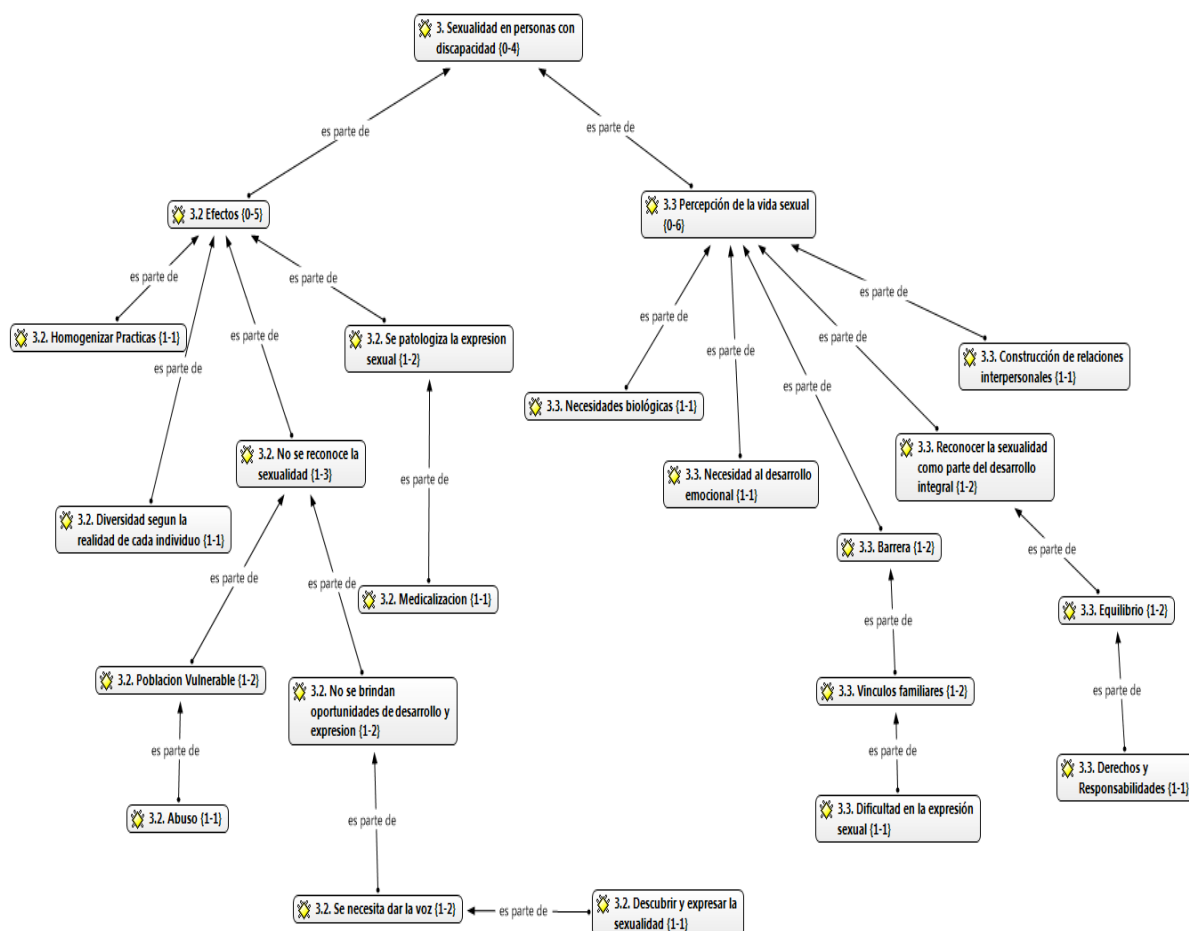 3. Sexualidad en personas con
discapacidad {0-4}
es parte de
es parte de
3.2 Efectos {0-5}
3.3 Percepción de la vida sexual
{0-6}
es parte de
es parte de
es parte de
es parte de
es parte de
es parte de
es parte de
es parte de
es parte de
3.2. Homogenizar Practicas {1-1}
3.2. Se patologiza la expresion
sexual {1-2}
3.3. Construcción de relaciones
interpersonales {1-1}
3.3. Necesidades biológicas {1-1}
3.2. No se reconoce la
sexualidad {1-3}
3.3. Necesidad al desarrollo
emocional {1-1}
3.3. Reconocer la sexualidad
como parte del desarrollo
integral {1-2}
3.2. Diversidad segun la
realidad de cada individuo {1-1}
es parte de
3.3. Barrera {1-2}
es parte de
es parte de
es parte de
3.2. Medicalizacion {1-1}
es parte de
3.3. Equilibrio {1-2}
3.2. Poblacion Vulnerable {1-2}
3.2. No se brindan
oportunidades de desarrollo y
expresion {1-2}
3.3. Vinculos familiares {1-2}
es parte de
es parte de
es parte de
3.3. Derechos y
Responsabilidades {1-1}
3.2. Abuso {1-1}
es parte de
3.3. Dificultad en la expresión
sexual {1-1}
3.2. Se necesita dar la voz {1-2}
es parte de
3.2. Descubrir y expresar la
sexualidad {1-1}